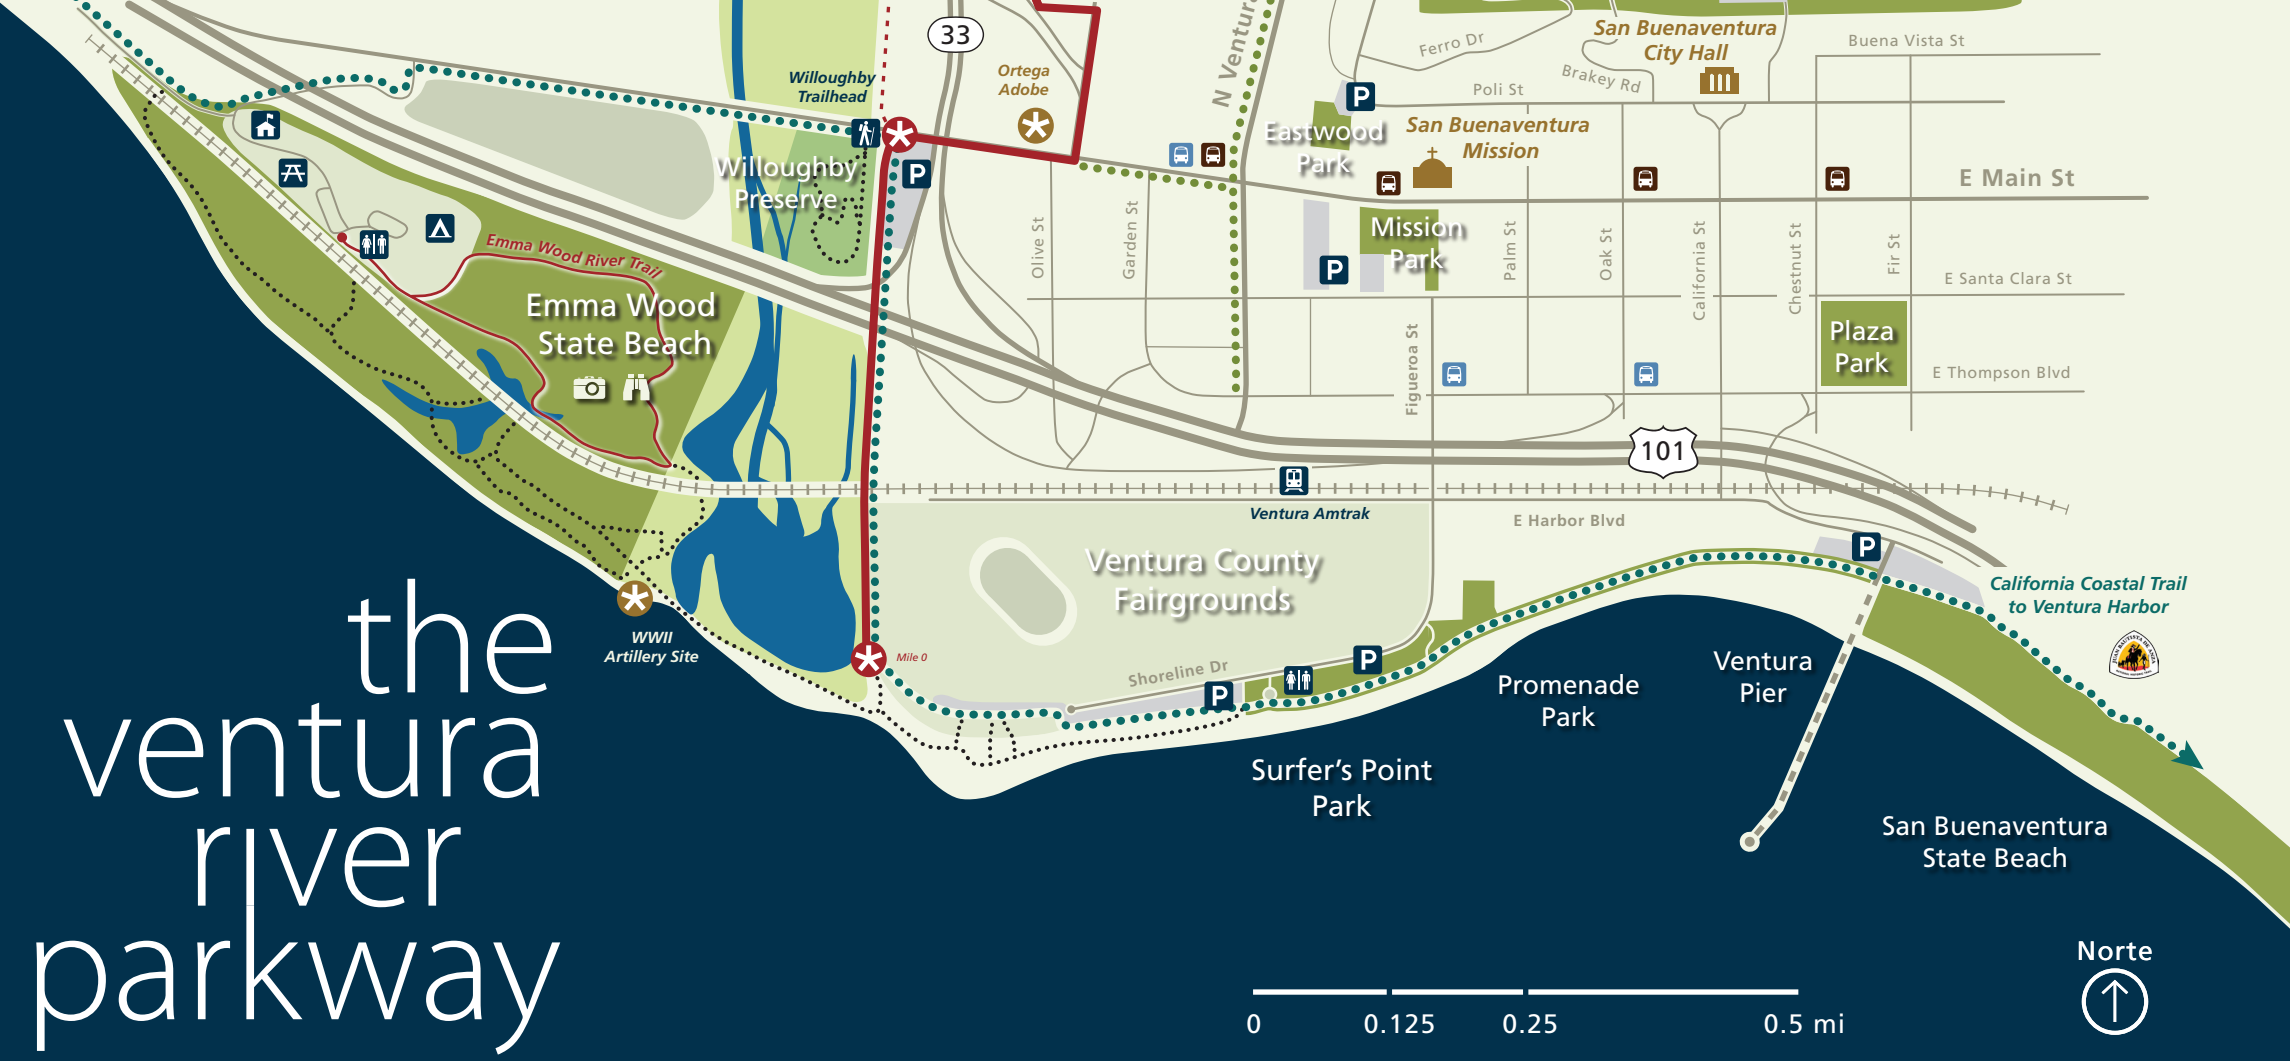 33
N Ventura
Ferro Dr
San Buenaventura
City Hall
Buena Vista St
Brakey Rd
Poli St
Willoughby
Trailhead
Ortega
Adobe
P
Eastwood
Park
San Buenaventura
Mission
Willoughby
Preserve
P
E Main St
Mission
Park
P
Olive St
Garden St
Palm St
Oak St
California St
Chestnut St
Fir St
E Santa Clara St
Emma Wood River Trail
Emma Wood
State Beach
Plaza
Park
Figueroa St
E Thompson Blvd
101
Ventura Amtrak
E Harbor Blvd
Ventura County
Fairgrounds
P
California Coastal Trail
to Ventura Harbor
WWII
Artillery Site
Mile 0
Shoreline Dr
P
P
Promenade
Park
Ventura
Pier
Surfer's Point
Park
San Buenaventura
State Beach
the
ventura
river
parkway
Norte
0 0.125 0.25 0.5 mi